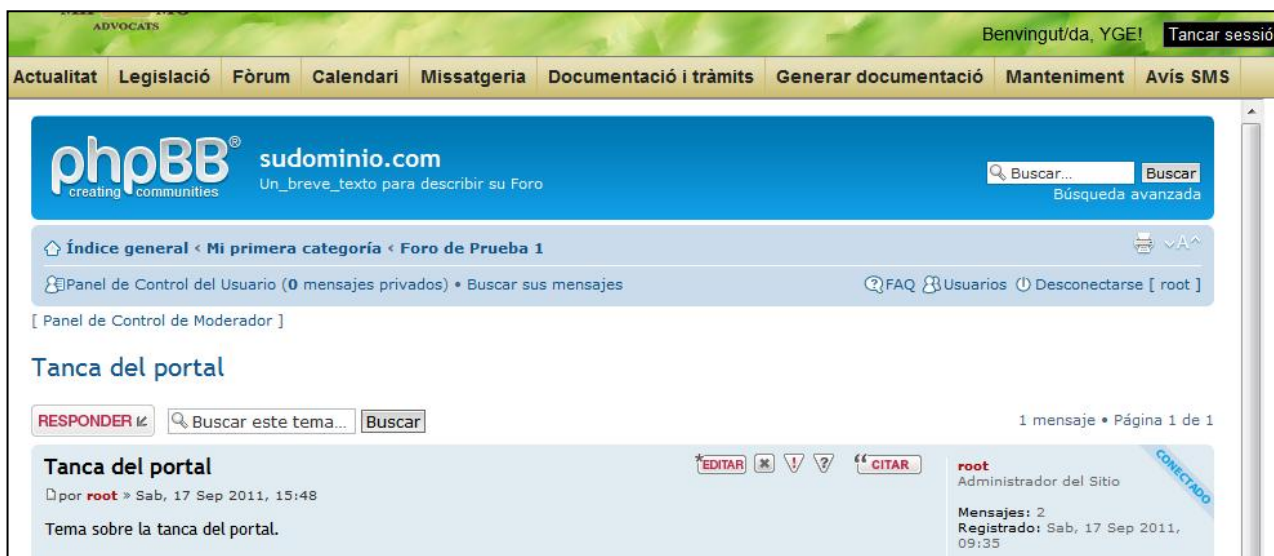 ADVOCATS
Benvingut/da, YGE! Tancar sessió
Actualitat Legislació Fòrum Calendari Missatgeria Documentació i tràmits Generar documentació Manteniment Avís SMS
phpBB®
creating communities
sudominio.com
Un_breve_texto para describir su Foro
Buscar... Buscar
Búsqueda avanzada
Índice general ‹ Mi primera categoría ‹ Foro de Prueba 1
A
Panel de Control del Usuario (0 mensajes privados) • Buscar sus mensajes
FAQ Usuarios Desconectarse [ root ]
[ Panel de Control de Moderador ]
Tanca del portal
RESPONDER Buscar este tema... Buscar
1 mensaje • Página 1 de 1
Tanca del portal
*EDITAR x ! ? “ CITAR
por root » Sab, 17 Sep 2011, 15:48
Tema sobre la tanca del portal.
root
Administrador del Sitio
CONECTADO
Mensajes: 2
Registrado: Sab, 17 Sep 2011,
09:35